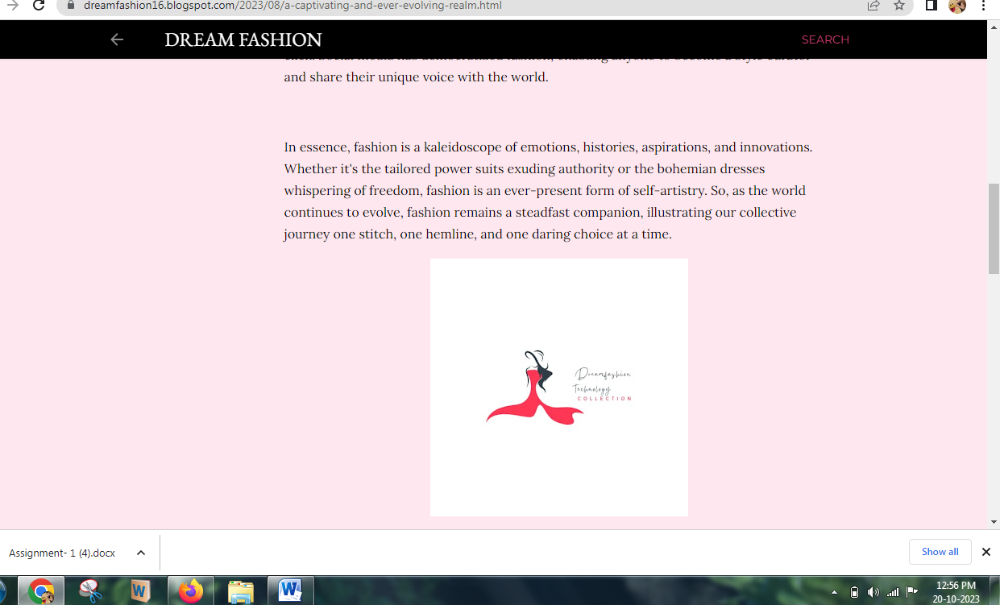 dreamfashion16.blogspot.com/2023/08/a-captivating-and-ever-evolving-realm.html
DREAM FASHION
SEARCH
and share their unique voice with the world.
In essence, fashion is a kaleidoscope of emotions, histories, aspirations, and innovations.
Whether it's the tailored power suits exuding authority or the bohemian dresses
whispering of freedom, fashion is an ever-present form of self-artistry. So, as the world
continues to evolve, fashion remains a steadfast companion, illustrating our collective
journey one stitch, one hemline, and one daring choice at a time.
Dreamfashion
Technology
COLLECTION
Assignment- 1 (4).docx
Show all
W
W
12:56 PM
20-10-2023